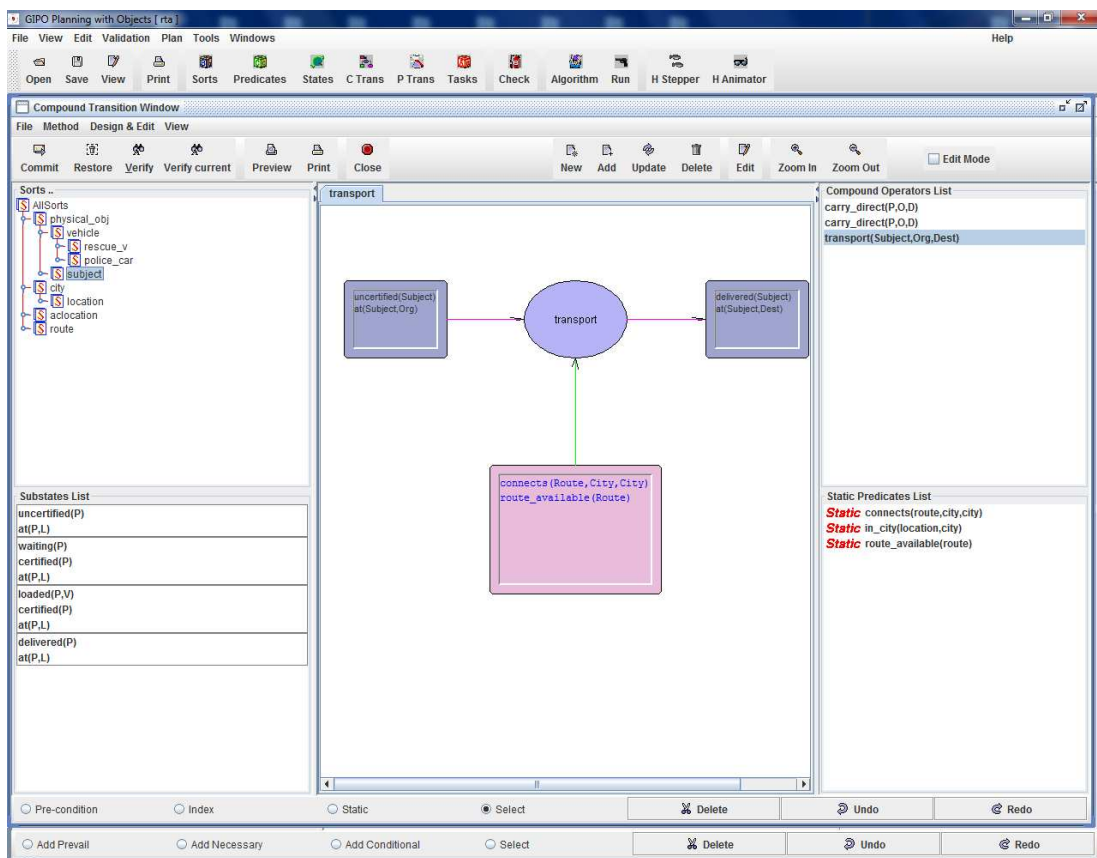 GIPO Planning with Objects [ rta ]
File View Edit Validation Plan Tools Windows Help
Open Save View Print Sorts Predicates States C Trans P Trans Tasks Check Algorithm Run H Stepper H Animator
Compound Transition Window
File Method Design & Edit View
Commit Restore Verify Verify current Preview Print Close New Add Update Delete Edit Zoom In Zoom Out Edit Mode
Sorts ..
AllSorts
physical_obj
vehicle
rescue_v
police_car
subject
city
location
aclocation
route
Substates List
uncertified(P)
at(P,L)
waiting(P)
certified(P)
at(P,L)
loaded(P,V)
certified(P)
at(P,L)
delivered(P)
at(P,L)
transport
uncertified(Subject)
at(Subject,Org)
transport
delivered(Subject)
at(Subject,Dest)
connects(Route,City,City)
route_available(Route)
Compound Operators List
carry_direct(P,O,D)
carry_direct(P,O,D)
transport(Subject,Org,Dest)
Static Predicates List
Static connects(route,city,city)
Static in_city(location,city)
Static route_available(route)
Pre-condition Index Static Select Delete Undo Redo
Add Prevail Add Necessary Add Conditional Select Delete Undo Redo